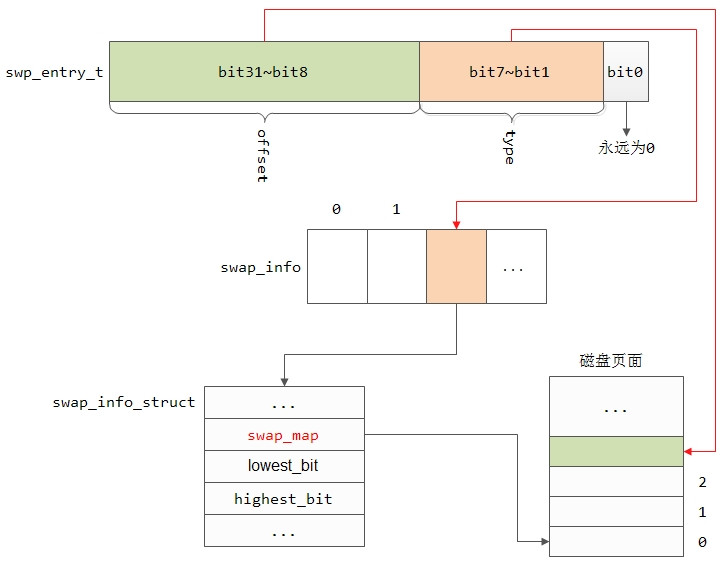 swp_entry_t
bit31~bit8
bit7~bit1
bit0
offset
type
永远为0
0
1
swap_info
...
磁盘页面
swap_info_struct
...
swap_map
lowest_bit
highest_bit
...
...
2
1
0